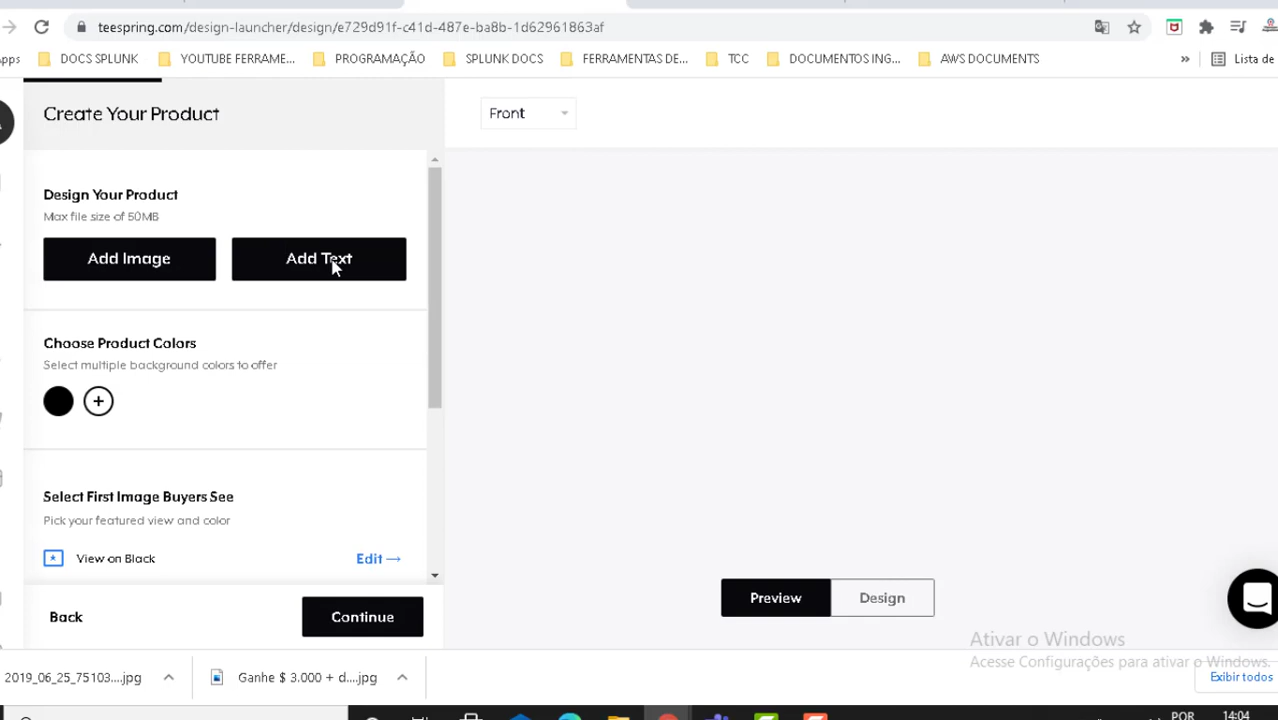 teespring.com/design-launcher/design/e729d91f-c41d-487e-ba8b-1d62961863af
Apps DOCS SPLUNK YOUTUBE FERRAME... PROGRAMAÇÃO SPLUNK DOCS FERRAMENTAS DE... TCC DOCUMENTOS ING... AWS DOCUMENTS » Lista de
Create Your Product
Front
Design Your Product
Max file size of 50MB
Add Image
Add Text
Choose Product Colors
Select multiple background colors to offer
Select First Image Buyers See
Pick your featured view and color
View on Black
Edit →
Back
Continue
Preview
Design
Ativar o Windows
Acesse Configurações para ativar o Windows.
2019_06_25_75103....jpg
Ganhe $ 3.000 + d....jpg
Exibir todos
POR
14:04